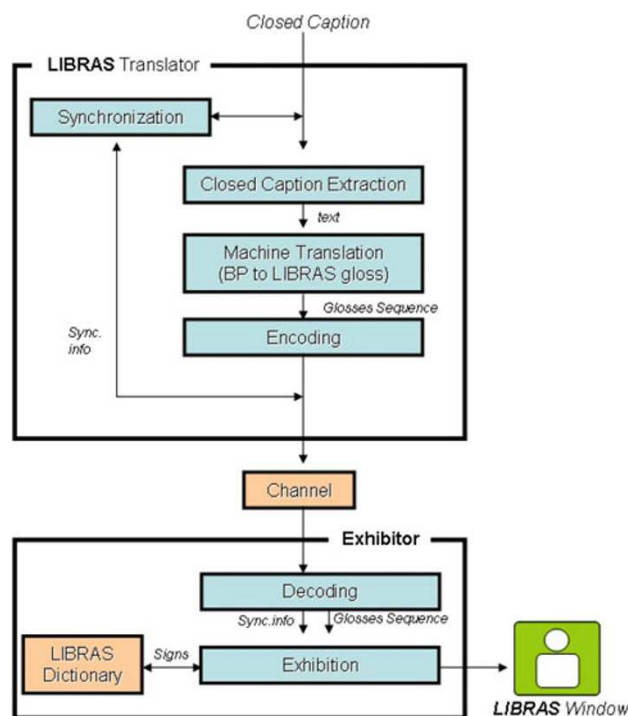 Closed Caption
LIBRAS Translator
Synchronization
Closed Caption Extraction
text
Machine Translation
(BP to LIBRAS gloss)
Glosses Sequence
Sync.
info
Encoding
Channel
Exhibitor
Decoding
Sync.info
Glosses Sequence
LIBRAS
Dictionary
Signs
Exhibition
LIBRAS Window